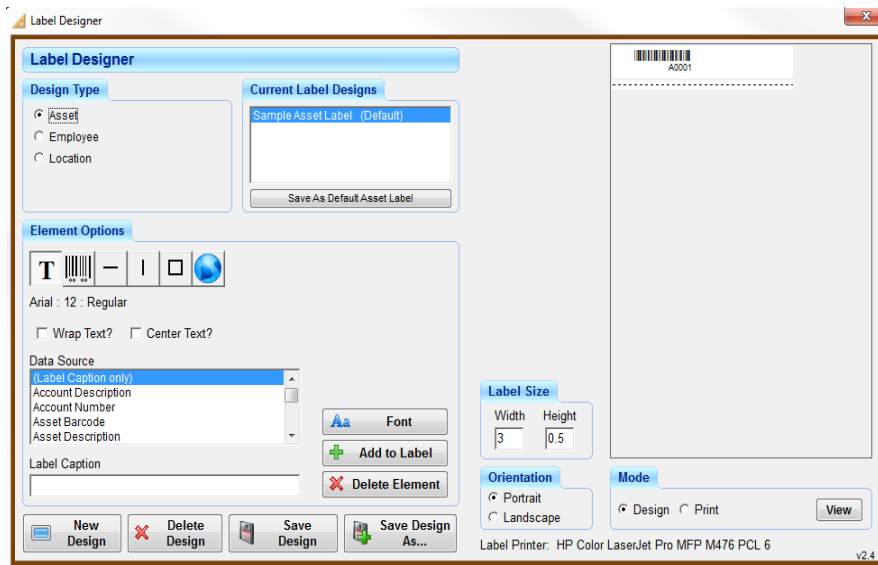 Label Designer
Label Designer
Design Type
Asset
Employee
Location
Current Label Designs
Sample Asset Label (Default)
Save As Default Asset Label
A0001
Element Options
T
Arial : 12 : Regular
Wrap Text? Center Text?
Data Source
(Label Caption only)
Account Description
Account Number
Asset Barcode
Asset Description
Label Caption
Aa Font
Add to Label
Delete Element
Label Size
Width Height
3 0.5
Orientation
Portrait
Landscape
Mode
Design Print
View
New Design
Delete Design
Save Design
Save Design As...
Label Printer: HP Color LaserJet Pro MFP M476 PCL 6
v2.4